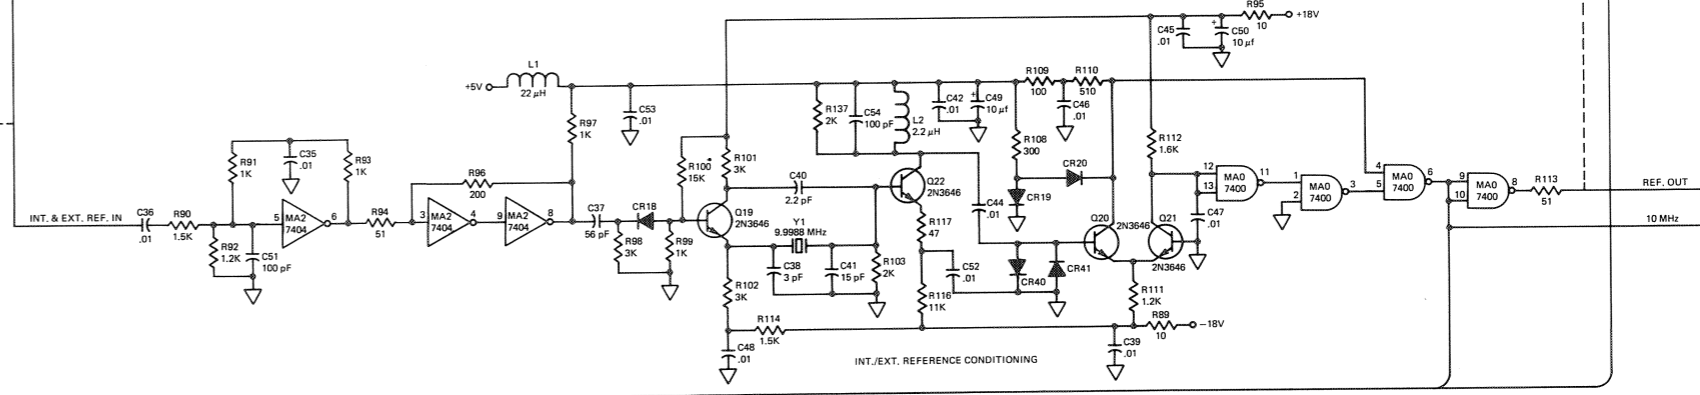 R95
10
+18V
C45
.01
+
C50
10 µf
L1
+5V
22 µH
R97
1K
C53
.01
R137
2K
C54
100 pF
L2
2.2 µH
C42
.01
+
C49
10 µf
R109
100
R110
510
C46
.01
R108
300
CR20
CR19
R112
1.6K
12
13
MA0
7400
11
1
2
MA0
7400
3
4
5
MA0
7400
6
9
10
MA0
7400
8
R113
51
REF. OUT
10 MHz
R91
1K
C35
.01
R93
1K
R96
200
R100
15K
R101
3K
C40
2.2 pF
Q22
2N3646
INT. & EXT. REF. IN
C36
.01
R90
1.5K
5
MA2
7404
6
R94
51
3
MA2
7404
4
9
MA2
7404
8
C37
56 pF
CR18
Q19
2N3646
Y1
9.9988 MHz
R117
47
C44
.01
Q20
2N3646
Q21
2N3646
C47
.01
R92
1.2K
C51
100 pF
R98
3K
R99
1K
C38
3 pF
C41
15 pF
R103
2K
C52
.01
CR40
CR41
R102
3K
R116
11K
R111
1.2K
R114
1.5K
R89
10
-18V
C48
.01
C39
.01
INT./EXT. REFERENCE CONDITIONING